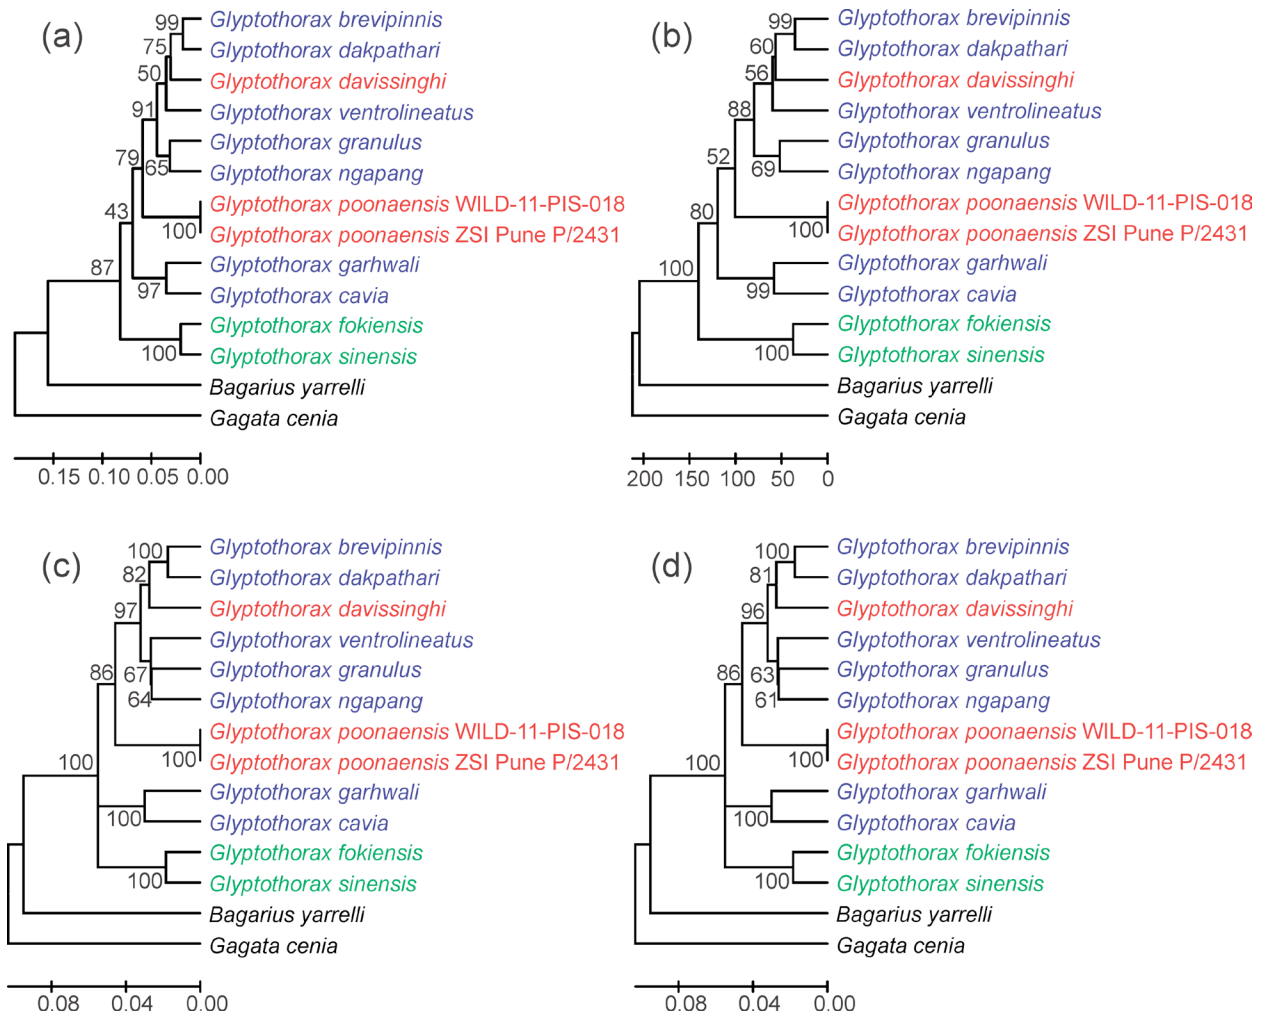 (a)
99
75
50
91
79
65
43
100
87
97
100
Glyptothorax brevipinnis
Glyptothorax dakpathari
Glyptothorax davissinghi
Glyptothorax ventrolineatus
Glyptothorax granulus
Glyptothorax ngapang
Glyptothorax poonaensis WILD-11-PIS-018
Glyptothorax poonaensis ZSI Pune P/2431
Glyptothorax garhwali
Glyptothorax cavia
Glyptothorax fokiensis
Glyptothorax sinensis
Bagarius yarrelli
Gagata cenia
0.15 0.10 0.05 0.00
(b)
99
60
56
88
52
69
80
100
100
99
100
Glyptothorax brevipinnis
Glyptothorax dakpathari
Glyptothorax davissinghi
Glyptothorax ventrolineatus
Glyptothorax granulus
Glyptothorax ngapang
Glyptothorax poonaensis WILD-11-PIS-018
Glyptothorax poonaensis ZSI Pune P/2431
Glyptothorax garhwali
Glyptothorax cavia
Glyptothorax fokiensis
Glyptothorax sinensis
Bagarius yarrelli
Gagata cenia
200 150 100 50 0
(c)
100
82
97
86
67
64
100
100
100
100
Glyptothorax brevipinnis
Glyptothorax dakpathari
Glyptothorax davissinghi
Glyptothorax ventrolineatus
Glyptothorax granulus
Glyptothorax ngapang
Glyptothorax poonaensis WILD-11-PIS-018
Glyptothorax poonaensis ZSI Pune P/2431
Glyptothorax garhwali
Glyptothorax cavia
Glyptothorax fokiensis
Glyptothorax sinensis
Bagarius yarrelli
Gagata cenia
0.08 0.04 0.00
(d)
100
81
96
86
63
61
100
100
100
100
Glyptothorax brevipinnis
Glyptothorax dakpathari
Glyptothorax davissinghi
Glyptothorax ventrolineatus
Glyptothorax granulus
Glyptothorax ngapang
Glyptothorax poonaensis WILD-11-PIS-018
Glyptothorax poonaensis ZSI Pune P/2431
Glyptothorax garhwali
Glyptothorax cavia
Glyptothorax fokiensis
Glyptothorax sinensis
Bagarius yarrelli
Gagata cenia
0.08 0.04 0.00